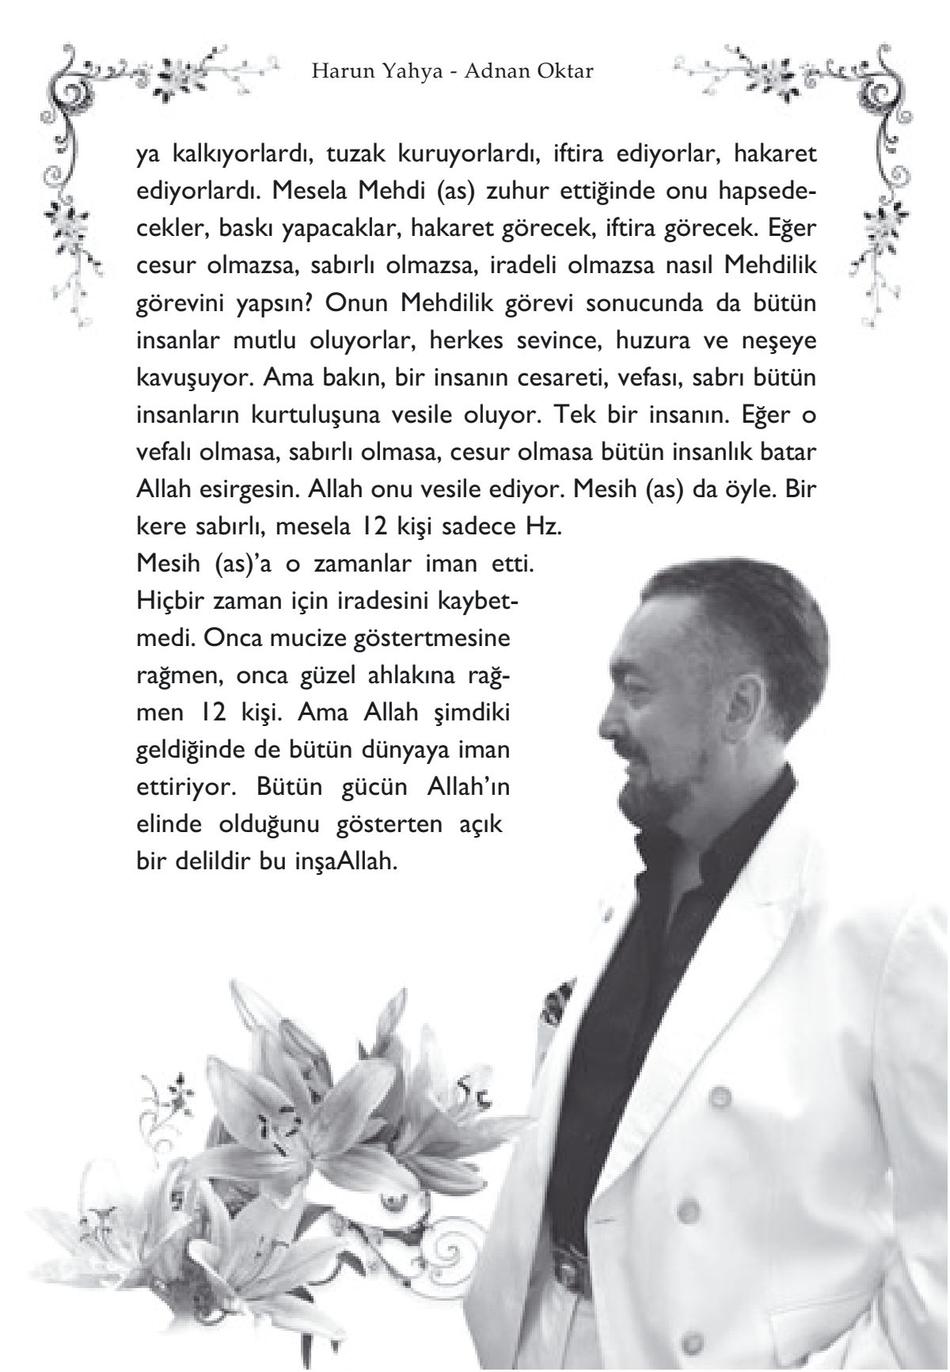 Harun Yahya - Adnan Oktar
ya kalkıyorlardı, tuzak kuruyorlardı, iftira ediyorlar, hakaret
ediyorlardı. Mesela Mehdi (as) zuhur ettiğinde onu hapsede-
cekler, baskı yapacaklar, hakaret görecek, iftira görecek. Eğer
cesur olmazsa, sabırlı olmazsa, iradeli olmazsa nasıl Mehdilik
görevini yapsın? Onun Mehdilik görevi sonucunda da bütün
insanlar mutlu oluyorlar, herkes sevince, huzura ve neşeye
kavuşuyor. Ama bakın, bir insanın cesareti, vefası, sabrı bütün
insanların kurtuluşuna vesile oluyor. Tek bir insanın. Eğer o
vefalı olmasa, sabırlı olmasa, cesur olmasa bütün insanlık batar
Allah esirgesin. Allah onu vesile ediyor. Mesih (as) da öyle. Bir
kere sabırlı, mesela 12 kişi sadece Hz.
Mesih (as)’a o zamanlar iman etti.
Hiçbir zaman için iradesini kaybet-
medi. Onca mucize göstertmesine
rağmen, onca güzel ahlakına rağ-
men 12 kişi. Ama Allah şimdiki
geldiğinde de bütün dünyaya iman
ettiriyor. Bütün gücün Allah’ın
elinde olduğunu gösterten açık
bir delildir bu inşaAllah.